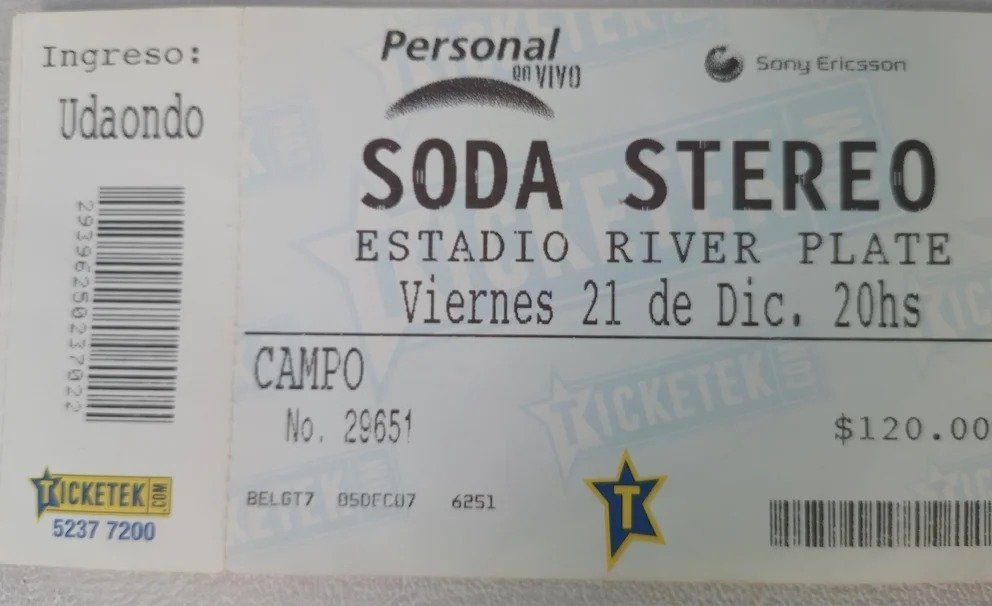 Ingreso:
Udaondo
29396250237022
TICKETEK.COM
5237 7200
Personal
en VIVO
Sony Ericsson
SODA STEREO
ESTADIO RIVER PLATE
Viernes 21 de Dic. 20hs
CAMPO
No. 29651
$120.00
BELGT7 05DFC07 6251
T